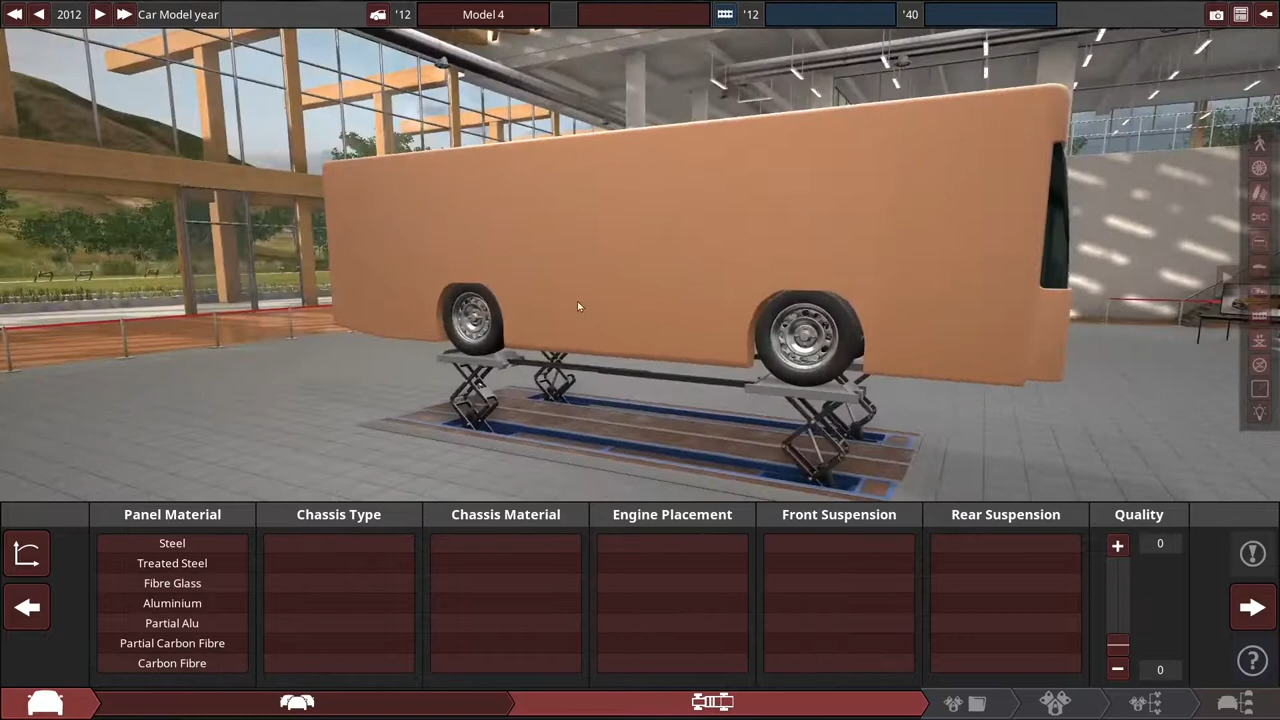 2012 Car Model year '12 Model 4 '12 '40
Panel Material Chassis Type Chassis Material Engine Placement Front Suspension Rear Suspension Quality
Steel
Treated Steel
Fibre Glass
Aluminium
Partial Alu
Partial Carbon Fibre
Carbon Fibre
+ 0
− 0